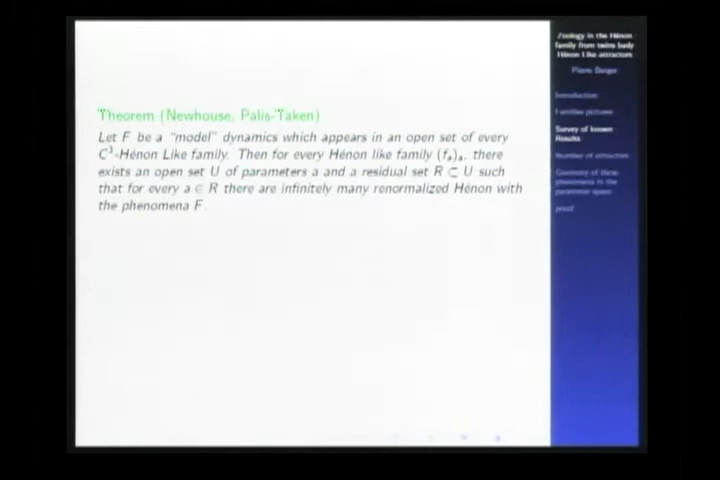 Theorem (Newhouse, Palis-Taken)
Let F be a "model" dynamics which appears in an open set of every
C³-Hénon Like family. Then for every Hénon like family (fₐ)ₐ, there
exists an open set U of parameters a and a residual set R ⊂ U such
that for every a ∈ R there are infinitely many renormalized Hénon with
the phenomena F.
Zoology in the Hénon
family from twins body
Hénon Like attractors
Pierre Berger
Introduction
Families pictures
Survey of known
Results
Number of attractors
Geometry of these
phenomena in the
parameter space
proof